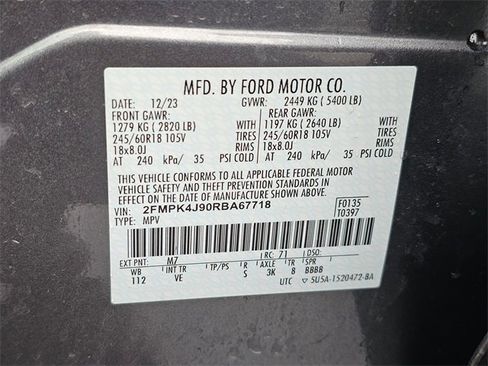 MFD. BY FORD MOTOR CO.
DATE: 12/23 GVWR: 2449 KG ( 5400 LB)
FRONT GAWR: REAR GAWR:
1279 KG ( 2820 LB) 1197 KG ( 2640 LB)
245/60R18 105V TIRES 245/60R18 105V TIRES
18x8.0J RIMS 18x8.0J RIMS
AT 240 kPa/ 35 PSI COLD AT 240 kPa/ 35 PSI COLD
THIS VEHICLE CONFORMS TO ALL APPLICABLE FEDERAL MOTOR
VEHICLE SAFETY AND THEFT PREVENTION STANDARDS IN
EFFECT ON THE DATE OF MANUFACTURE SHOWN ABOVE.
VIN: 2FMPK4J90RBA67718 F0135
TYPE: MPV T0397
EXT PNT: M7 RC: 71 DSO:
WB INT TR TP/PS R AXLE TR SPR
112 VE S 3K 8 BBBB
UTC 5U5A-1520472-BA